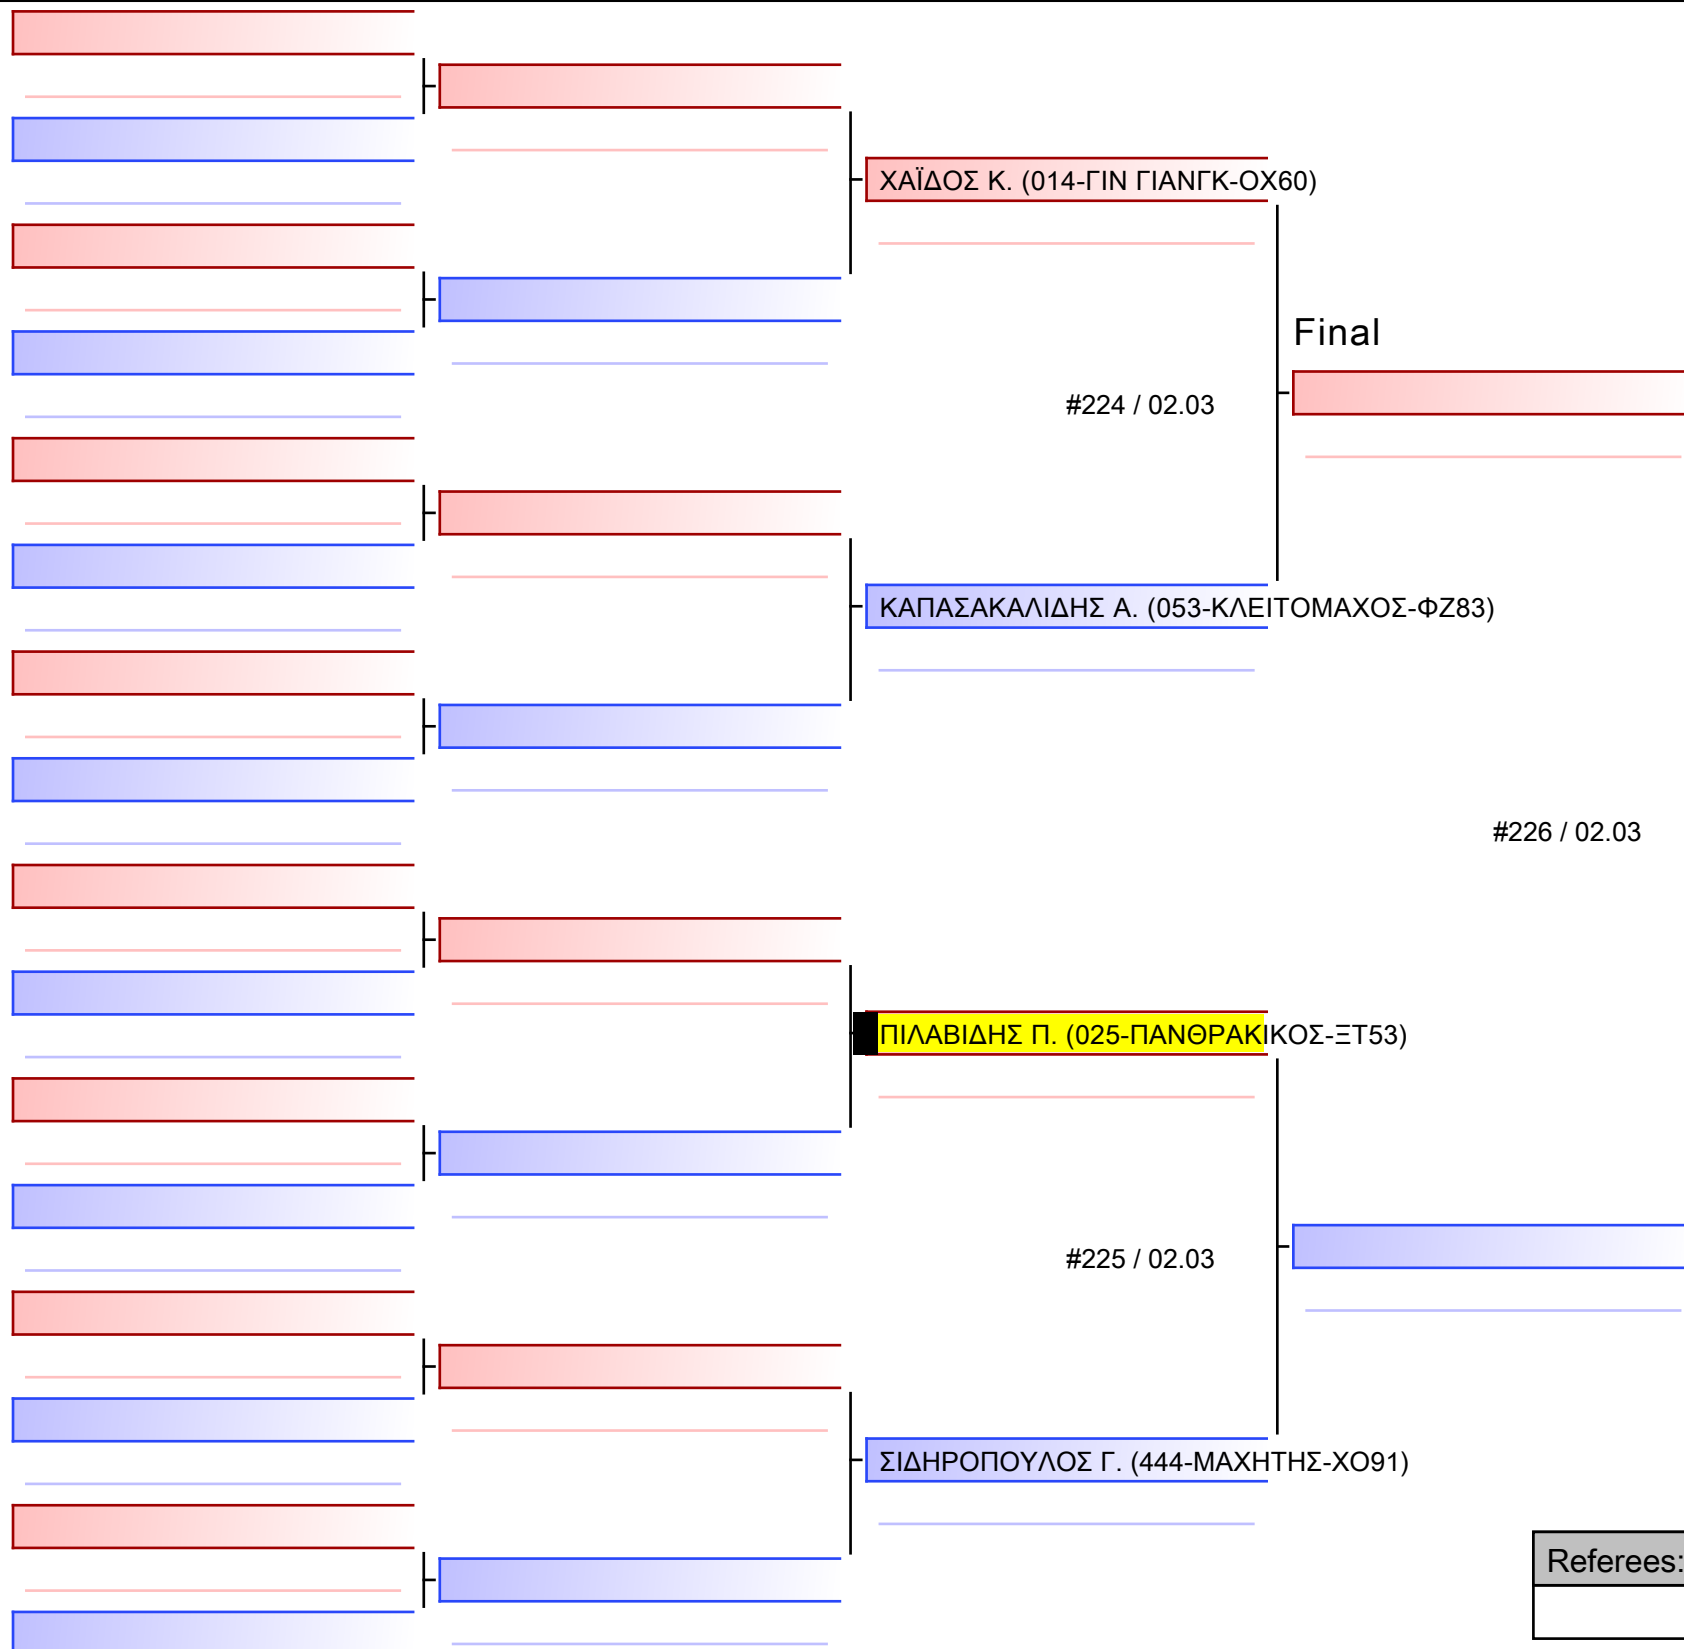 ΧΑΪΔΟΣ Κ. (014-ΓΙΝ ΓΙΑΝΓΚ-ΟΧ60)
Final
#224 / 02.03
ΚΑΠΑΣΑΚΑΛΙΔΗΣ Α. (053-ΚΛΕΙΤΟΜΑΧΟΣ-ΦΖ83)
#226 / 02.03
ΠΙΛΑΒΙΔΗΣ Π. (025-ΠΑΝΘΡΑΚΙΚΟΣ-ΞΤ53)
#225 / 02.03
ΣΙΔΗΡΟΠΟΥΛΟΣ Γ. (444-ΜΑΧΗΤΗΣ-ΧΟ91)
Referees: